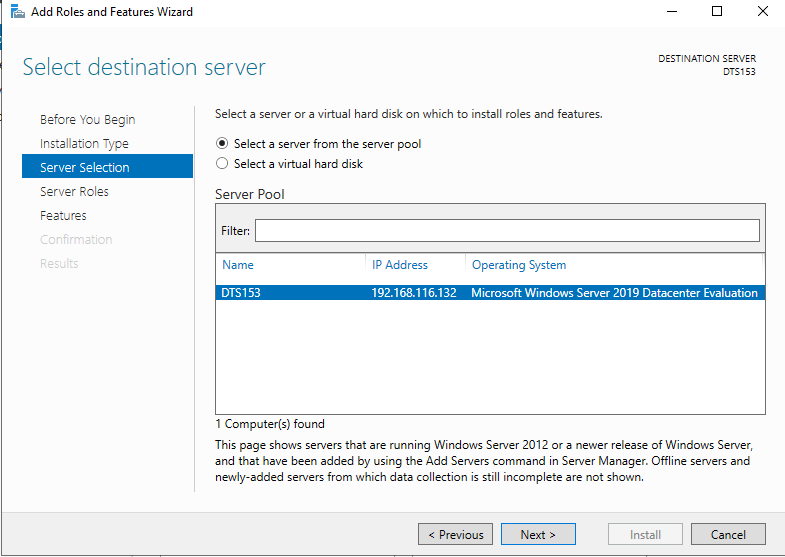 Add Roles and Features Wizard
Select destination server
DESTINATION SERVER
DTS153
Before You Begin
Installation Type
Server Selection
Server Roles
Features
Confirmation
Results
Select a server or a virtual hard disk on which to install roles and features.
Select a server from the server pool
Select a virtual hard disk
Server Pool
Filter:
Name IP Address Operating System
DTS153 192.168.116.132 Microsoft Windows Server 2019 Datacenter Evaluation
1 Computer(s) found
This page shows servers that are running Windows Server 2012 or a newer release of Windows Server,
and that have been added by using the Add Servers command in Server Manager. Offline servers and
newly-added servers from which data collection is still incomplete are not shown.
< Previous Next > Install Cancel